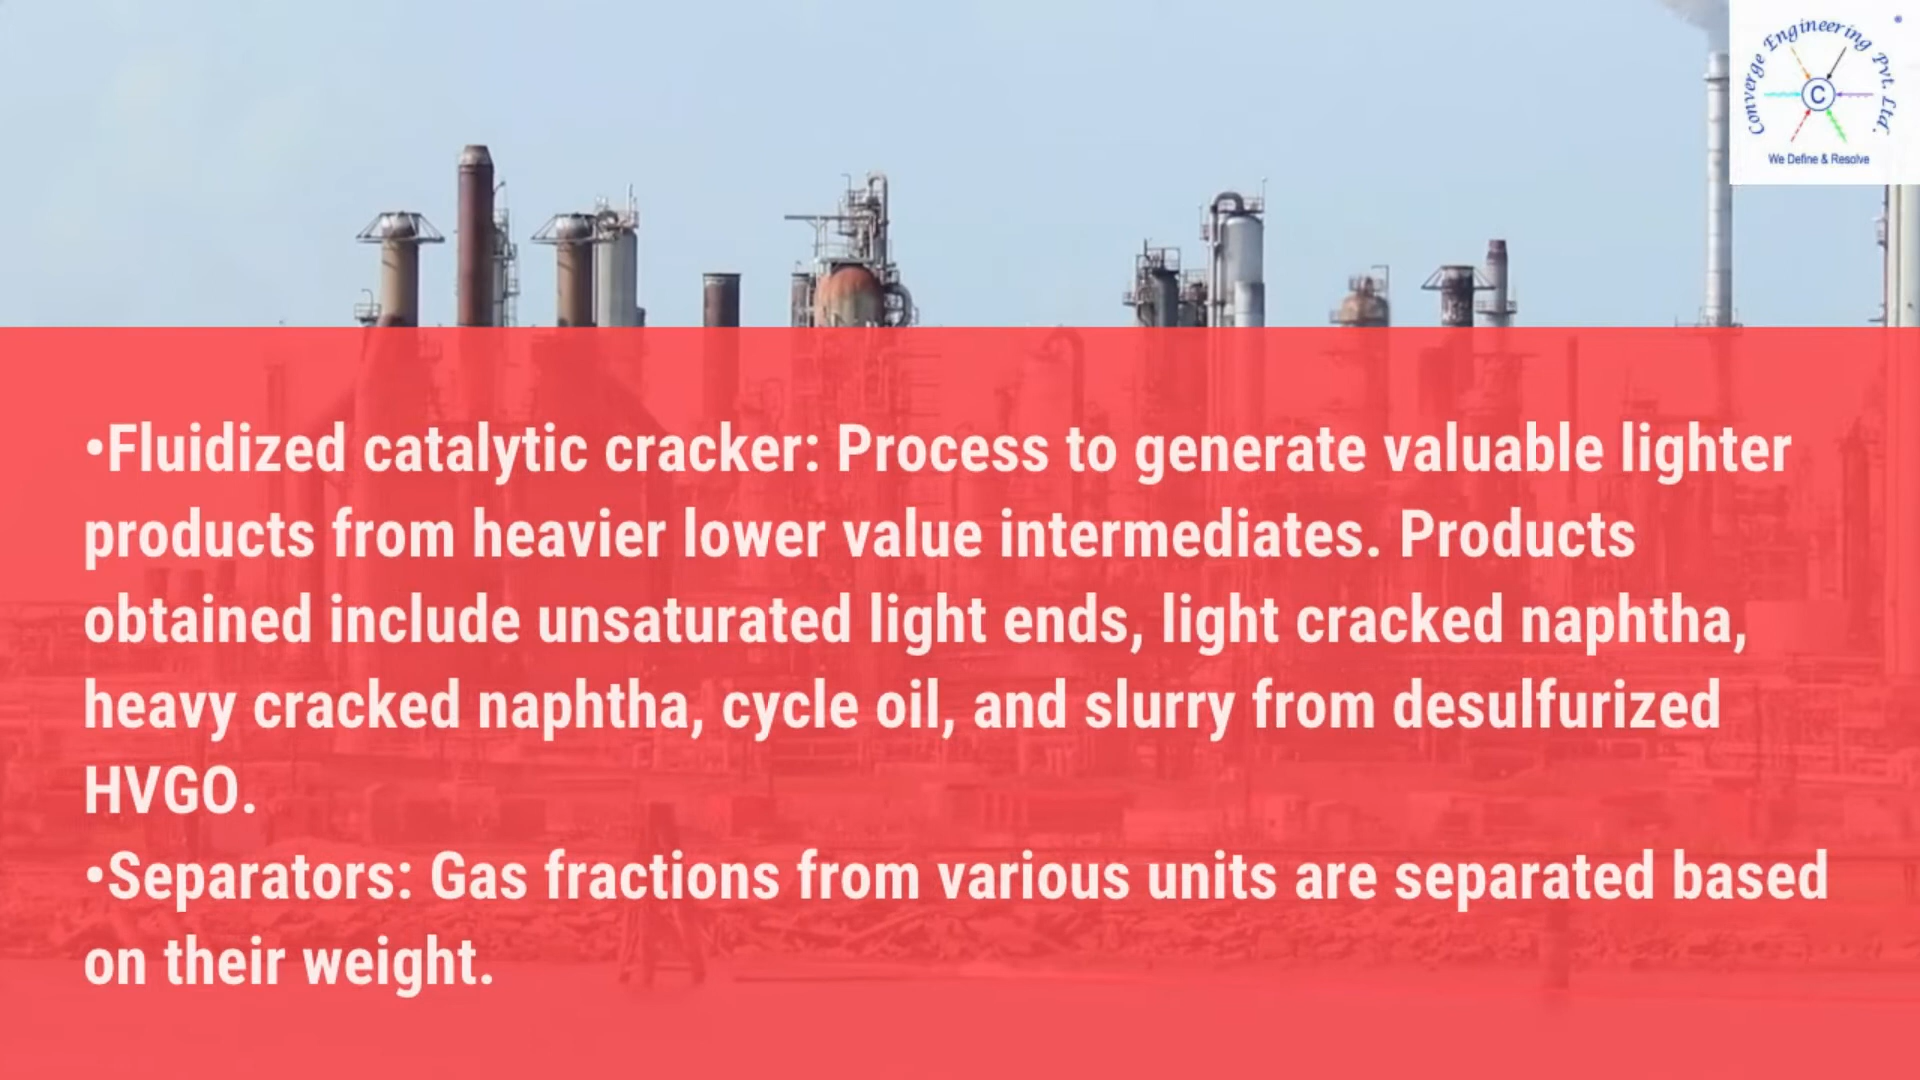 Converge Engineering Pvt. Ltd.
C
We Define & Resolve
•Fluidized catalytic cracker: Process to generate valuable lighter
products from heavier lower value intermediates. Products
obtained include unsaturated light ends, light cracked naphtha,
heavy cracked naphtha, cycle oil, and slurry from desulfurized
HVGO.
•Separators: Gas fractions from various units are separated based
on their weight.